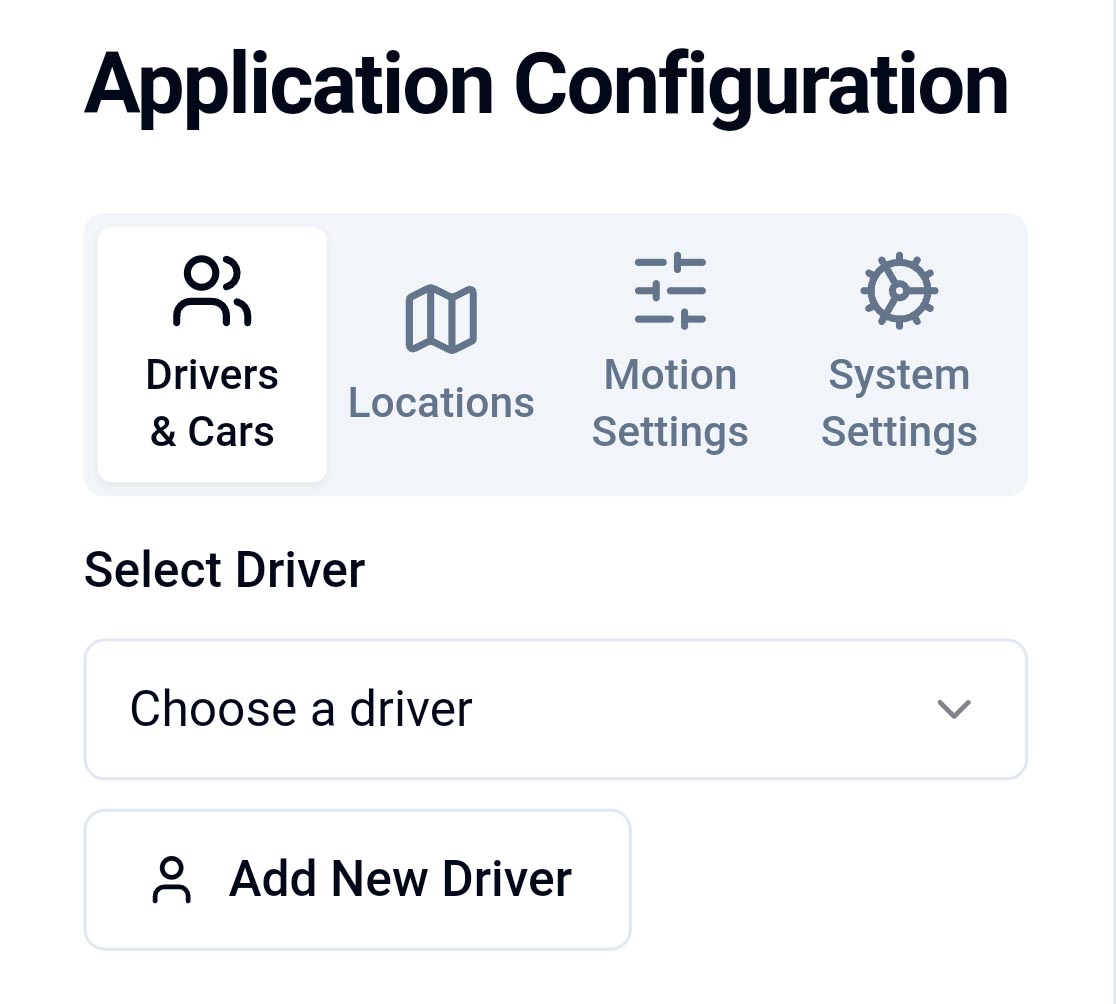 Application Configuration
Drivers
& Cars
Locations
Motion
Settings
System
Settings
Select Driver
Choose a driver
Add New Driver